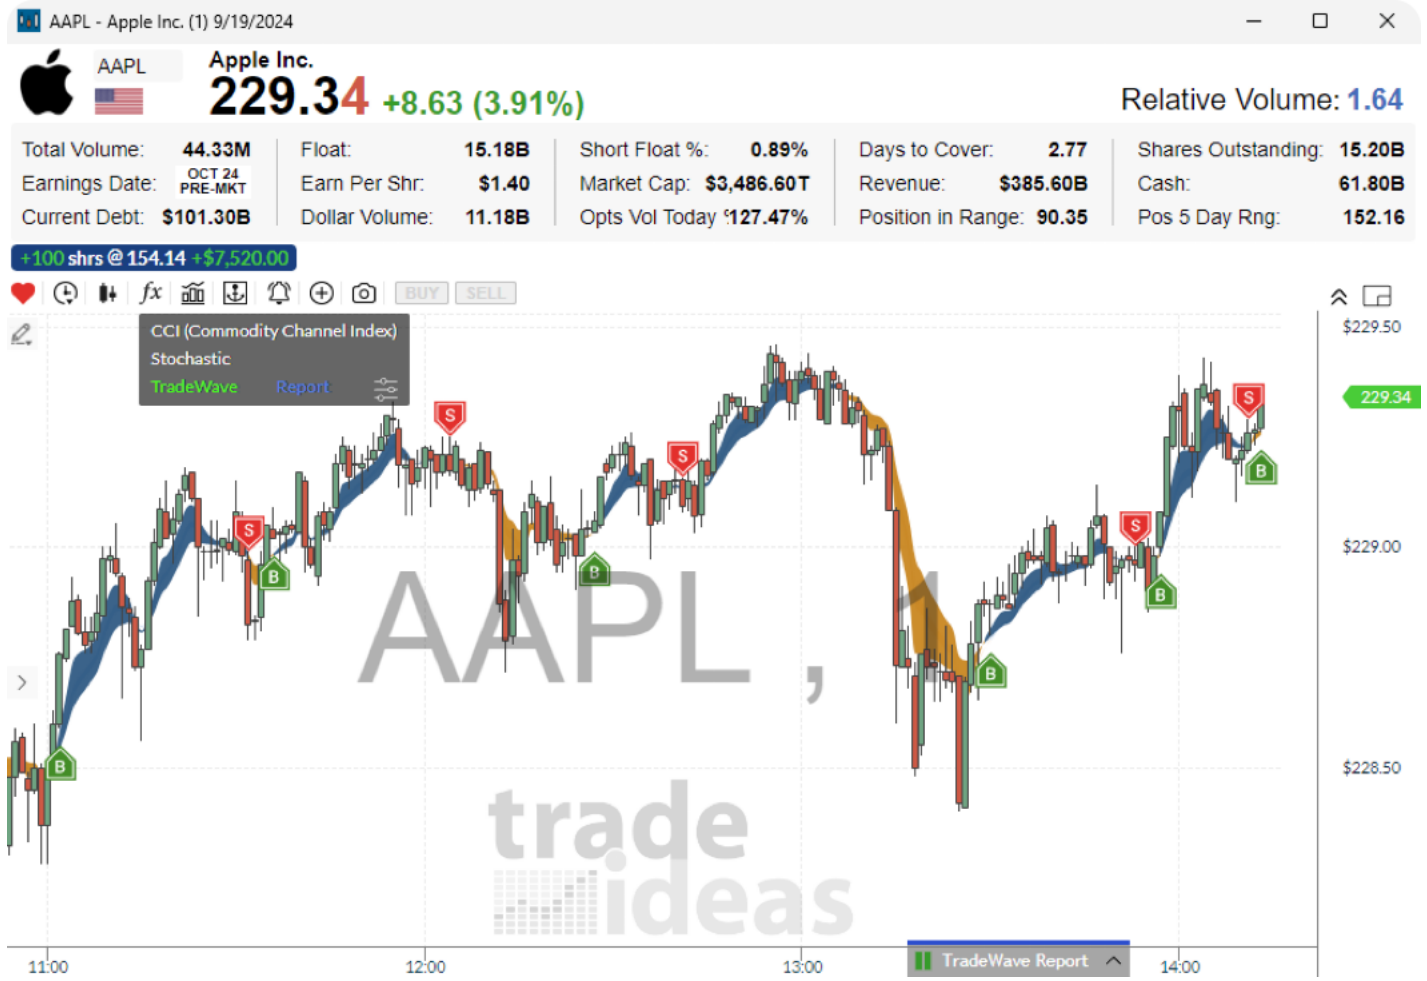 AAPL - Apple Inc. (1) 9/19/2024
AAPL
Apple Inc.
229.34 +8.63 (3.91%)
Relative Volume: 1.64
Total Volume: 44.33M Float: 15.18B Short Float %: 0.89% Days to Cover: 2.77 Shares Outstanding: 15.20B
Earnings Date: OCT 24 PRE-MKT Earn Per Shr: $1.40 Market Cap: $3,486.60T Revenue: $385.60B Cash: 61.80B
Current Debt: $101.30B Dollar Volume: 11.18B Opts Vol Today 127.47% Position in Range: 90.35 Pos 5 Day Rng: 152.16
+100 shrs @ 154.14 +$7,520.00
fx BUY SELL
CCI (Commodity Channel Index)
Stochastic
TradeWave Report
$229.50
229.34
$229.00
$228.50
S
S
S
S
S
B
B
B
B
B
B
AAPL , 1
trade
ideas
TradeWave Report
11:00 12:00 13:00 14:00